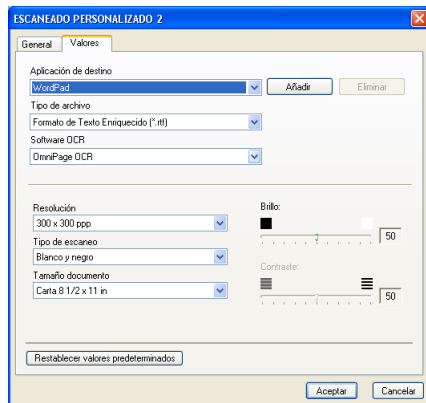 ESCANEADO PERSONALIZADO 2
General Valores
Aplicación de destino
WordPad Añadir Eliminar
Tipo de archivo
Formato de Texto Enriquecido (*.rtf)
Software OCR
OmniPage OCR
Resolución Brillo:
300 x 300 ppp
50
Tipo de escaneo
Blanco y negro
Contraste:
Tamaño documento
Carta 8 1/2 x 11 in
50
Restablecer valores predeterminados
Aceptar Cancelar